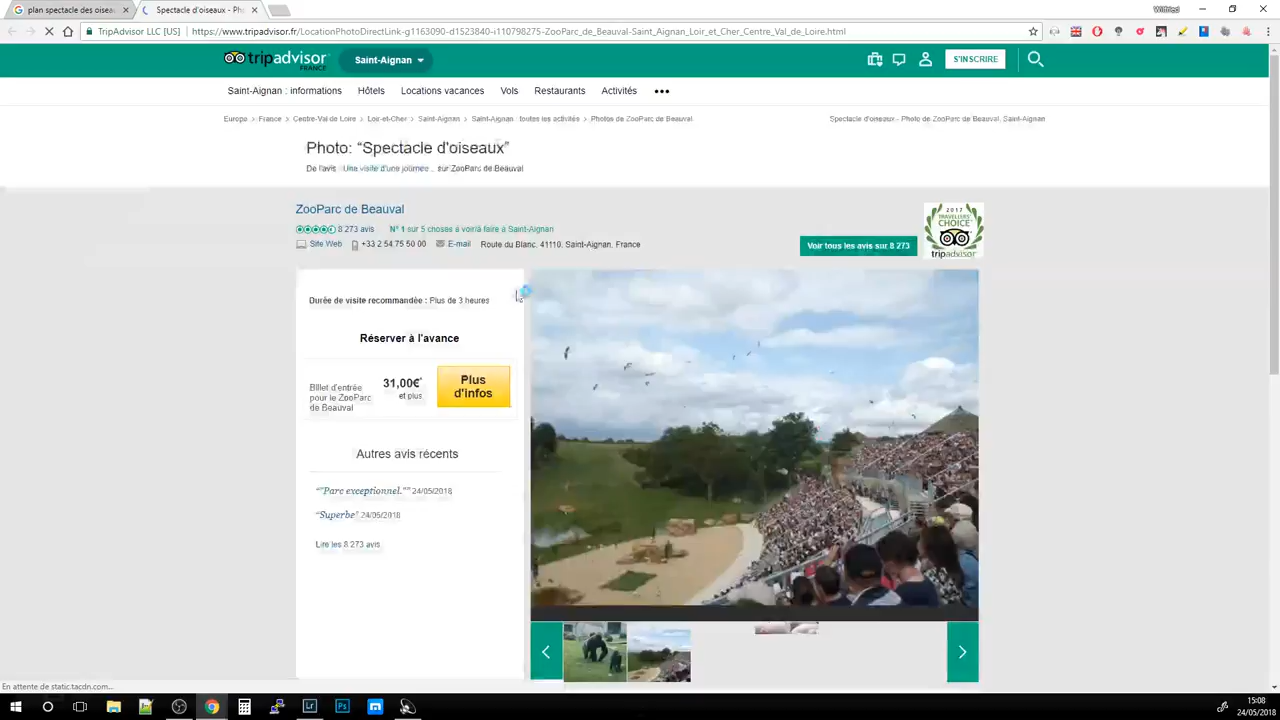 plan spectacle des oiseau
Spectacle d'oiseaux - Pho
Wilfried
TripAdvisor LLC [US] https://www.tripadvisor.fr/LocationPhotoDirectLink-g1163090-d1523840-i110798275-ZooParc_de_Beauval-Saint_Aignan_Loir_et_Cher_Centre_Val_de_Loire.html
tripadvisor
FRANCE
Saint-Aignan
S'INSCRIRE
Saint-Aignan : informations Hôtels Locations vacances Vols Restaurants Activités •••
Europe > France > Centre-Val de Loire > Loir-et-Cher > Saint-Aignan > Saint-Aignan : toutes les activités > Photos de ZooParc de Beauval
Spectacle d'oiseaux - Photo de ZooParc de Beauval, Saint-Aignan
Photo: “Spectacle d'oiseaux”
De l'avis Une visite d'une journée... sur ZooParc de Beauval
ZooParc de Beauval
8 273 avis N° 1 sur 5 choses à voir/à faire à Saint-Aignan
Site Web +33 2 54 75 50 00 E-mail Route du Blanc, 41110, Saint-Aignan, France
Voir tous les avis sur 8 273
2017
TRAVELLERS'
CHOICE
tripadvisor
Durée de visite recommandée : Plus de 3 heures
Réserver à l'avance
Billet d'entrée
pour le ZooParc
de Beauval
31,00€*
et plus
Plus
d'infos
Autres avis récents
“"Parc exceptionnel."” 24/05/2018
“Superbe” 24/05/2018
Lire les 8 273 avis
En attente de static.tacdn.com...
Lr
Ps
15:08
24/05/2018